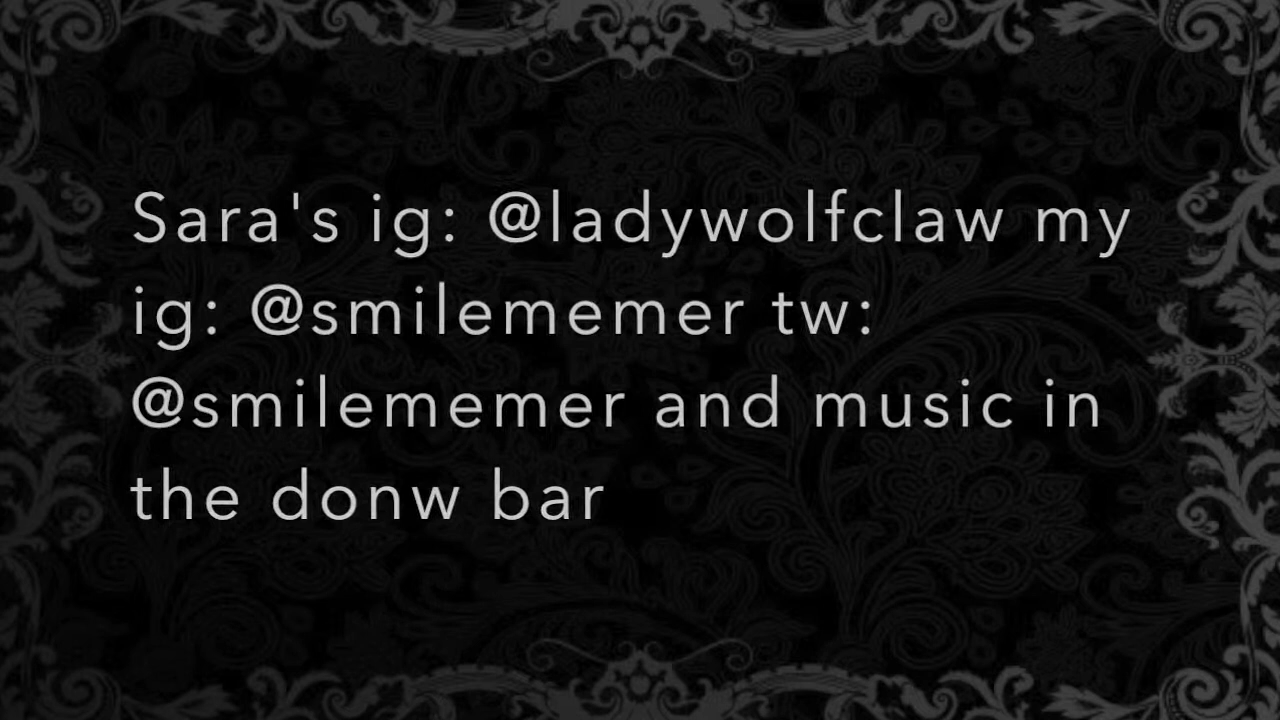 Sara's ig: @ladywolfclaw my
ig: @smilememer tw:
@smilememer and music in
the donw bar